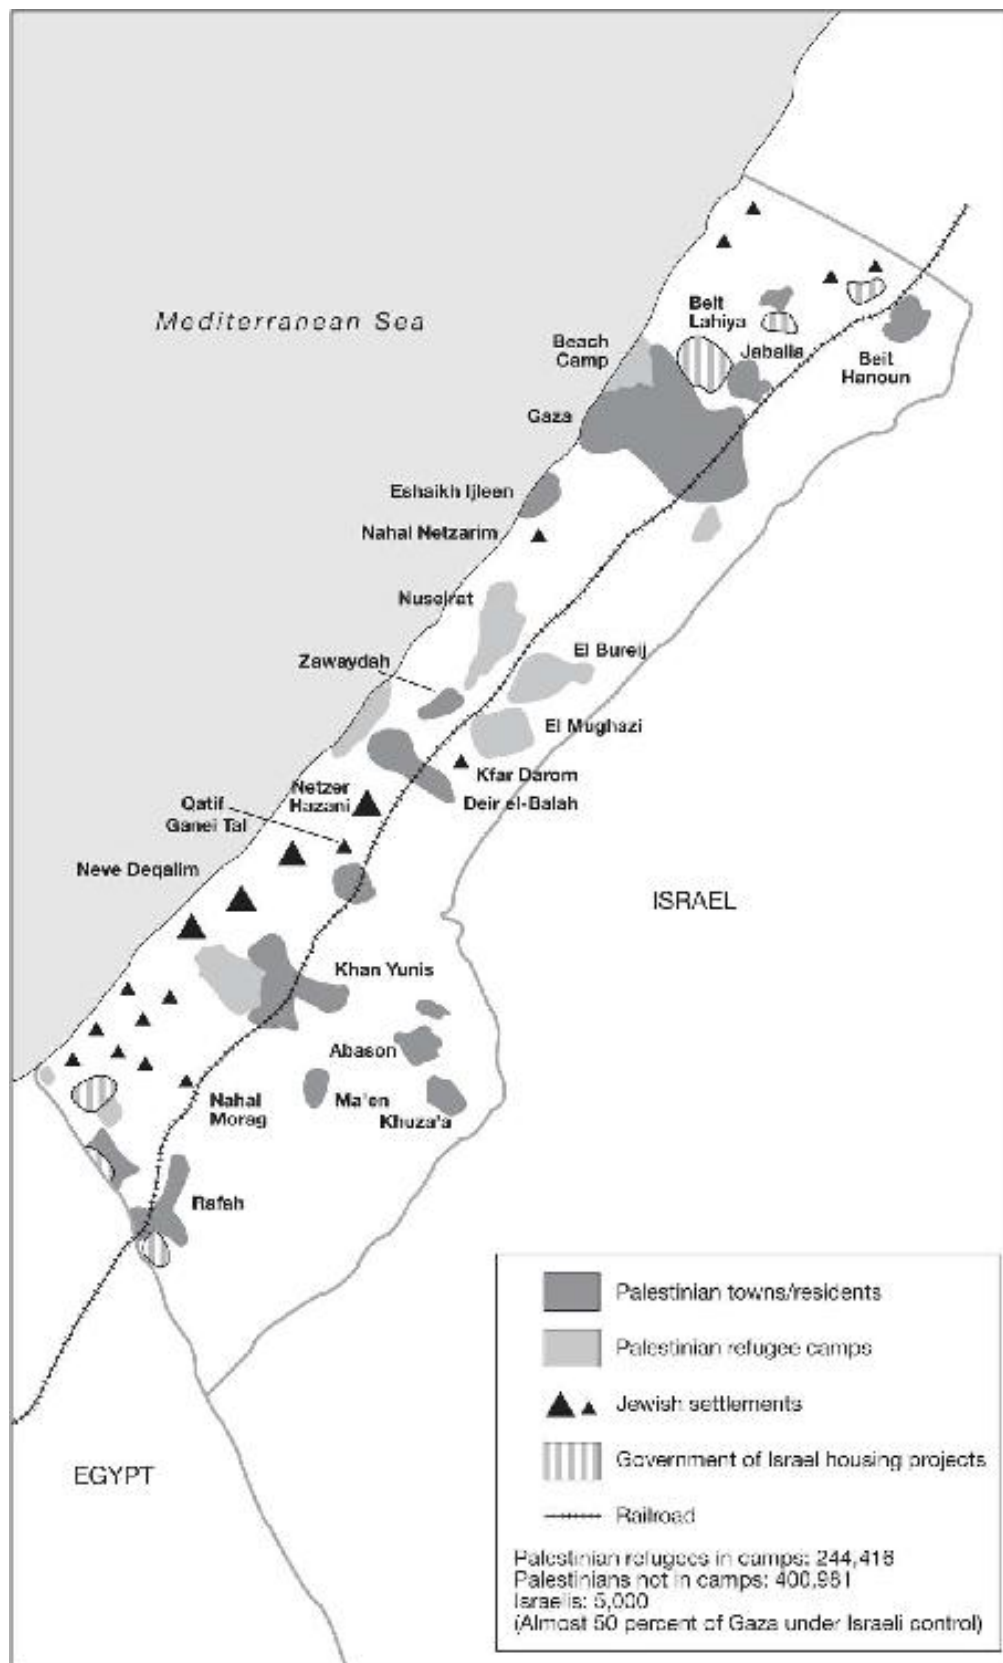 Mediterranean Sea
Beit
Lahiya
Beach
Camp
Jabalia
Beit
Hanoun
Gaza
Eshaikh Ijleen
Nahal Netzarim
Nuseirat
El Bureij
Zawaydah
El Mughazi
Kfar Darom
Netzer
Hazani
Deir el-Balah
Qatif
Ganei Tal
Neve Deqalim
ISRAEL
Khan Yunis
Abason
Nahal
Morag
Ma'en
Khuza'a
Rafah
EGYPT
Palestinian towns/residents
Palestinian refugee camps
Jewish settlements
Government of Israel housing projects
Railroad
Palestinian refugees in camps: 244,416
Palestinians not in camps: 400,981
Israelis: 5,000
(Almost 50 percent of Gaza under Israeli control)